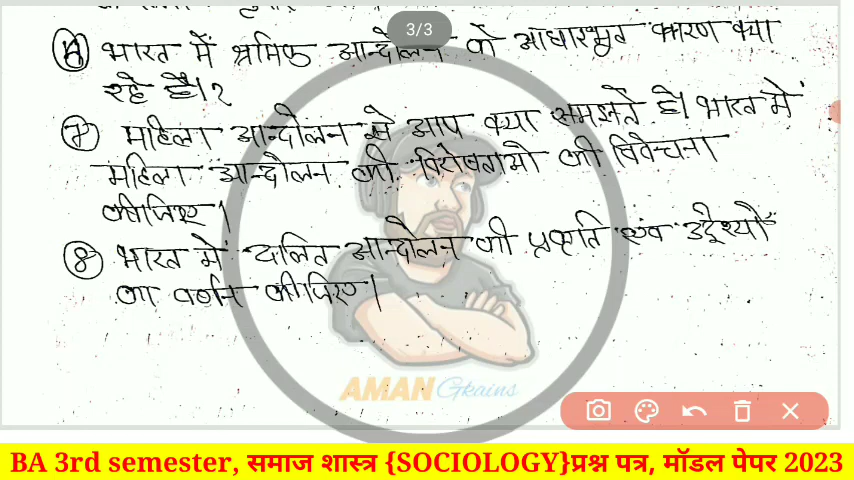 3/3
भारत में श्रमिक आन्दोलन के आधारभूत कारण क्या
रहे है।?
7 महिला आन्दोलन से आप क्या समझते है। भारत में
महिला आन्दोलन की विशेषताओ की विवेचना
कीजिए।
8 भारत में दलित आन्दोलन की प्रकृति एवं उद्देश्यों
का वर्णन कीजिए।
AMAN Gkains
BA 3rd semester, समाज शास्त्र {SOCIOLOGY}प्रश्न पत्र, मॉडल पेपर 2023